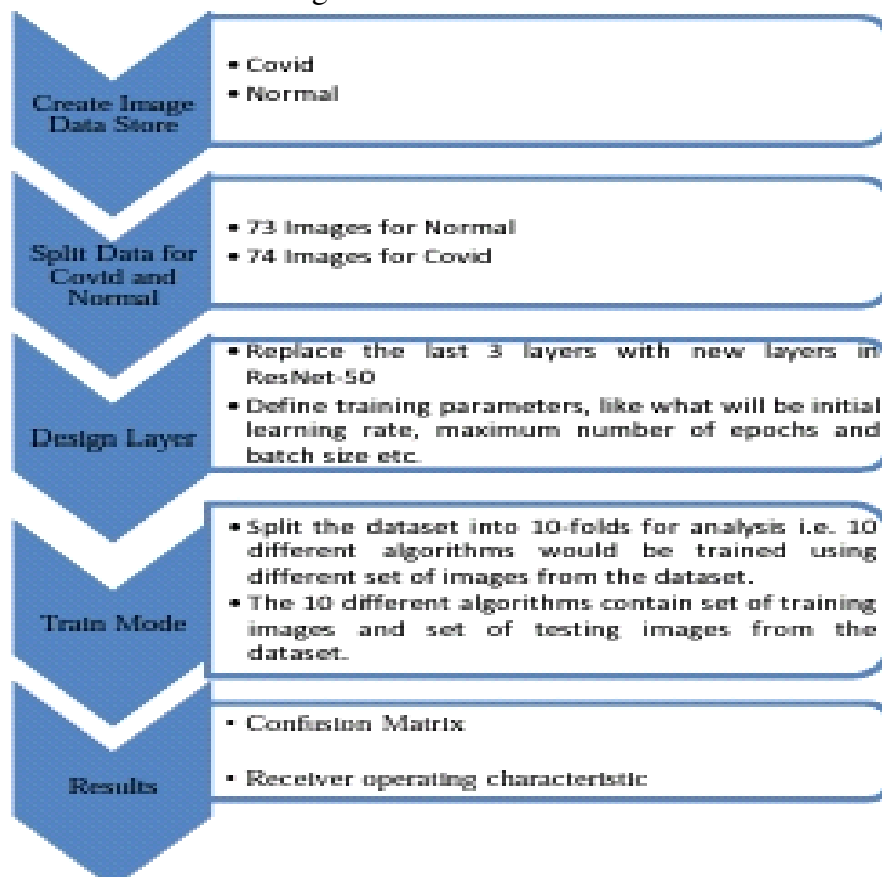 • Covid
• Normal
Create Image
Data Store
• 73 Images for Normal
• 74 Images for Covid
Split Data for
Covid and
Normal
• Replace the last 3 layers with new layers in
ResNet-50
• Define training parameters, like what will be initial
learning rate, maximum number of epochs and
batch size etc.
Design Layer
• Split the dataset into 10-folds for analysis i.e. 10
different algorithms would be trained using
different set of images from the dataset.
• The 10 different algorithms contain set of training
images and set of testing images from the
dataset.
Train Mode
• Confusion Matrix
• Receiver operating characteristic
Results